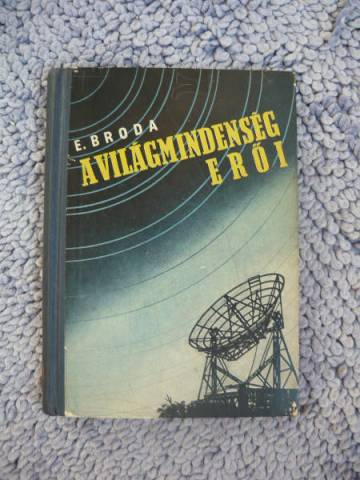 E. BRODA
A VILÁGMINDENSÉG
ERŐI